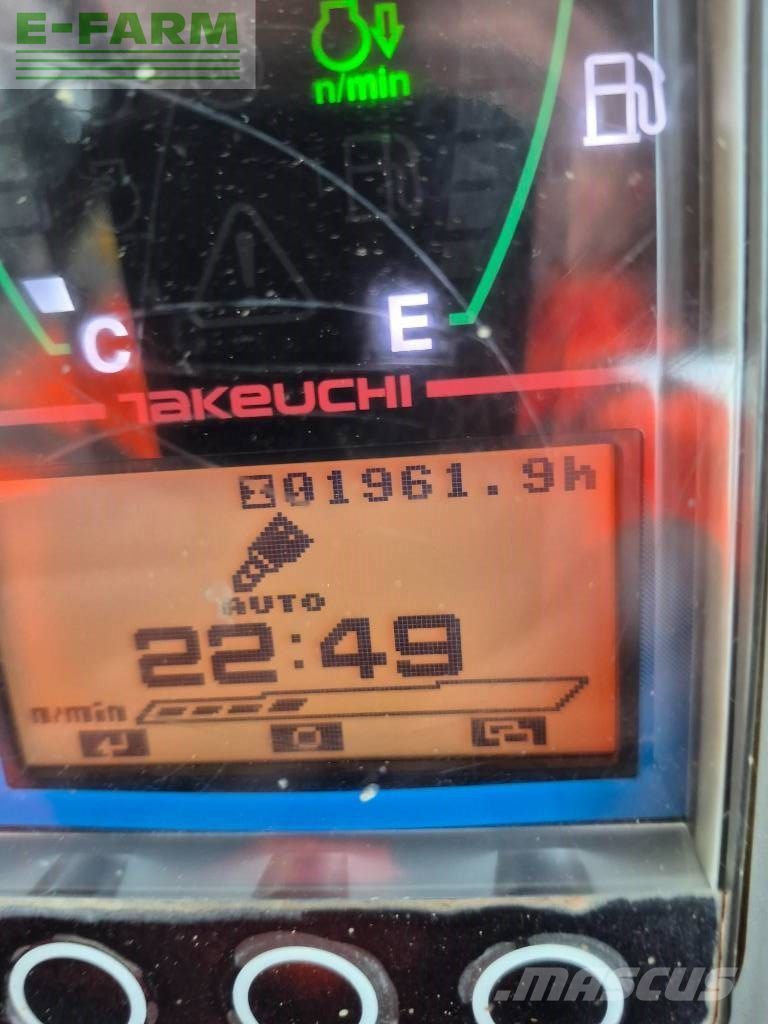 E-FARM
n/min
C
E
TAKEUCHI
01961.9h
AUTO
22:49
n/min
MASCUS